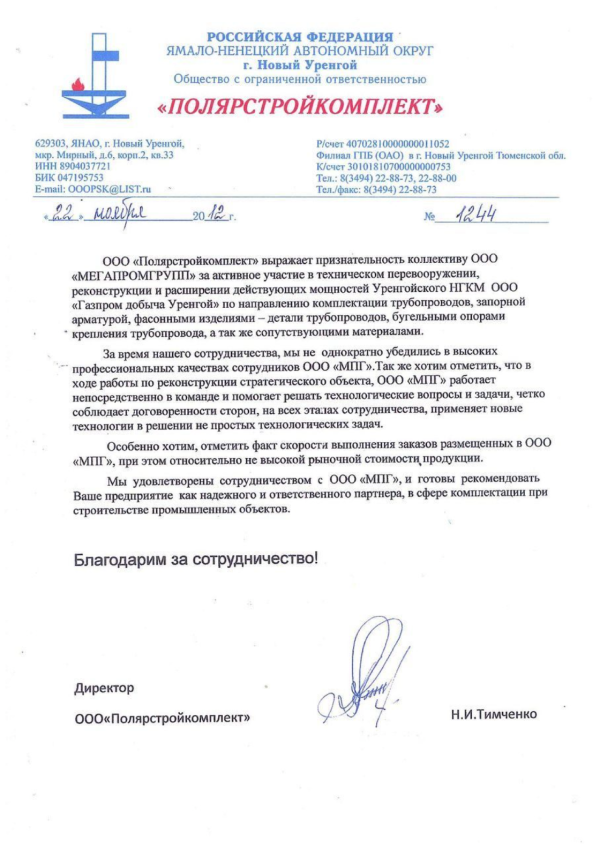 РОССИЙСКАЯ ФЕДЕРАЦИЯ
ЯМАЛО-НЕНЕЦКИЙ АВТОНОМНЫЙ ОКРУГ
г. Новый Уренгой
Общество с ограниченной ответственностью
«ПОЛЯРСТРОЙКОМПЛЕКТ»
629303, ЯНАО, г. Новый Уренгой,
мкр. Мирный, д.6, корп.2, кв.33
ИНН 8904037721
БИК 047195753
E-mail: OOOPSK@LIST.ru
Р/счет 40702810000000011052
Филиал ГПБ (ОАО) в г. Новый Уренгой Тюменской обл.
К/счет 30101810700000000753
Тел.: 8(3494) 22-88-73, 22-88-00
Тел./факс: 8(3494) 22-88-73
«22» ноября 2012 г.
№ 1244
ООО «Полярстройкомплект» выражает признательность коллективу ООО
«МЕГАПРОМГРУПП» за активное участие в техническом перевооружении,
реконструкции и расширении действующих мощностей Уренгойского НГКМ ООО
«Газпром добыча Уренгой» по направлению комплектации трубопроводов, запорной
арматурой, фасонными изделиями – детали трубопроводов, бугельными опорами
крепления трубопровода, а так же сопутствующими материалами.
За время нашего сотрудничества, мы не однократно убедились в высоких
профессиональных качествах сотрудников ООО «МПГ».Так же хотим отметить, что в
ходе работы по реконструкции стратегического объекта, ООО «МПГ» работает
непосредственно в команде и помогает решать технологические вопросы и задачи, четко
соблюдает договоренности сторон, на всех этапах сотрудничества, применяет новые
технологии в решении не простых технологических задач.
Особенно хотим, отметить факт скорости выполнения заказов размещенных в ООО
«МПГ», при этом относительно не высокой рыночной стоимости продукции.
Мы удовлетворены сотрудничеством с ООО «МПГ», и готовы рекомендовать
Ваше предприятие как надежного и ответственного партнера, в сфере комплектации при
строительстве промышленных объектов.
Благодарим за сотрудничество!
Директор
ООО«Полярстройкомплект»
Н.И.Тимченко